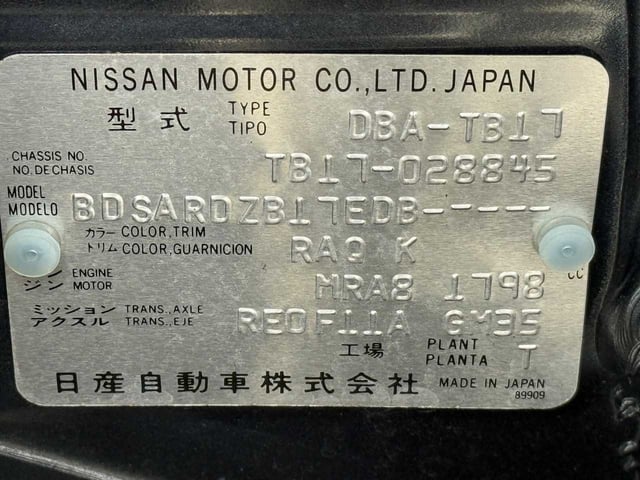 NISSAN MOTOR CO.,LTD. JAPAN
型式 TYPE TIPO DBA-TB17
CHASSIS NO. NO. DE CHASIS TB17-028845
MODEL MODELO BDSARDZB17EDB-----
カラー COLOR, TRIM
トリム COLOR, GUARNICION RAQ K
ENGINE
ジン MOTOR MRA8 1798 CC
ミッション TRANS., AXLE
アクスル TRANS., EJE RE0F11A GM35
工場 PLANT PLANTA T
日産自動車株式会社 MADE IN JAPAN
89909